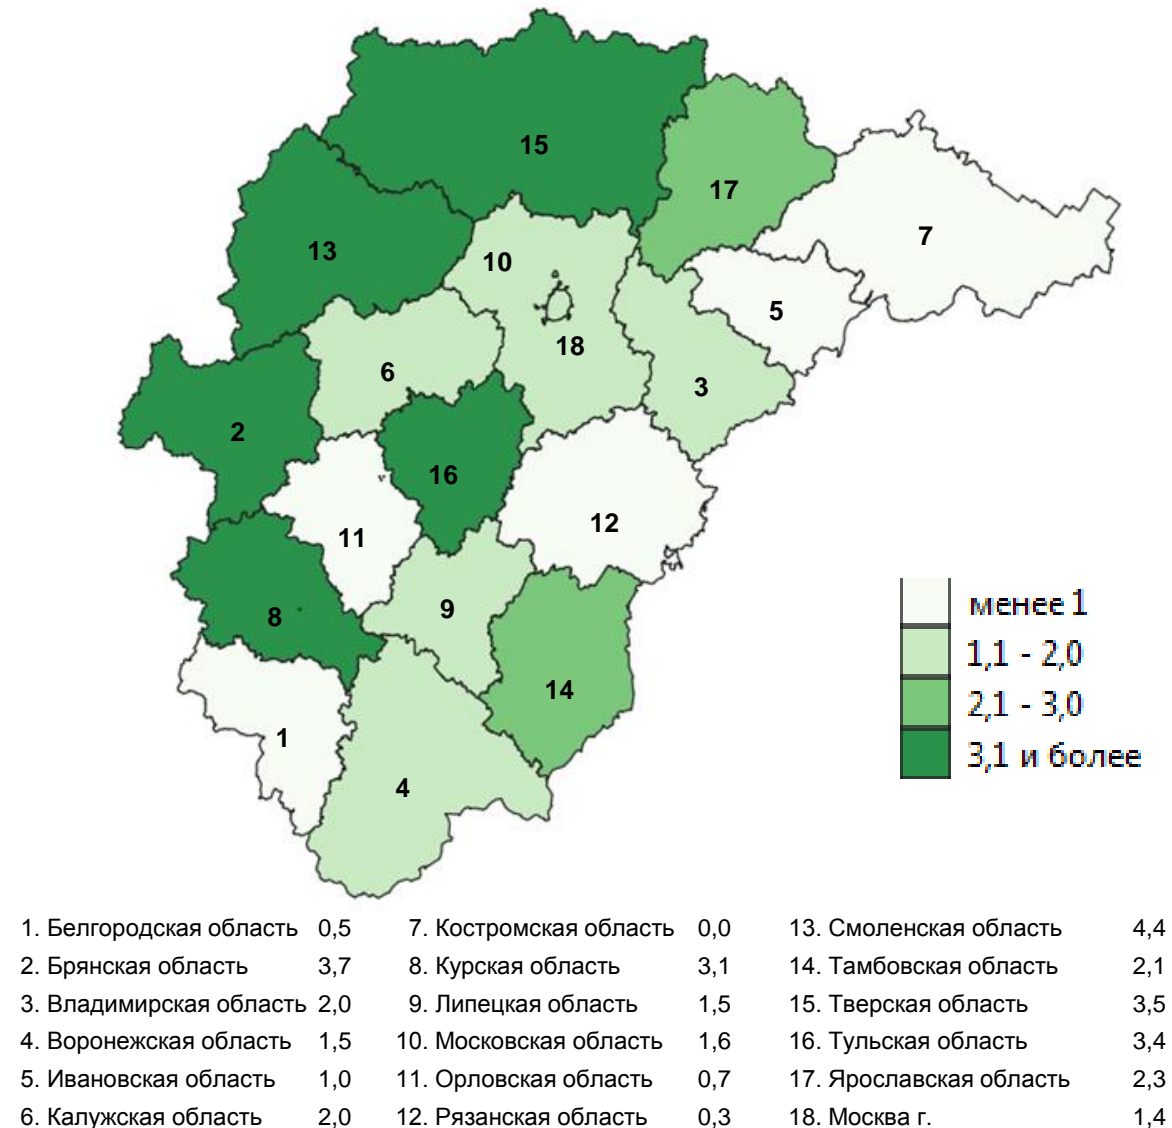 15
17
7
13
10
5
18
6
3
2
16
12
11
9
8
14
1
4
менее 1
1,1 - 2,0
2,1 - 3,0
3,1 и более
1. Белгородская область 0,5 7. Костромская область 0,0 13. Смоленская область 4,4
2. Брянская область 3,7 8. Курская область 3,1 14. Тамбовская область 2,1
3. Владимирская область 2,0 9. Липецкая область 1,5 15. Тверская область 3,5
4. Воронежская область 1,5 10. Московская область 1,6 16. Тульская область 3,4
5. Ивановская область 1,0 11. Орловская область 0,7 17. Ярославская область 2,3
6. Калужская область 2,0 12. Рязанская область 0,3 18. Москва г. 1,4